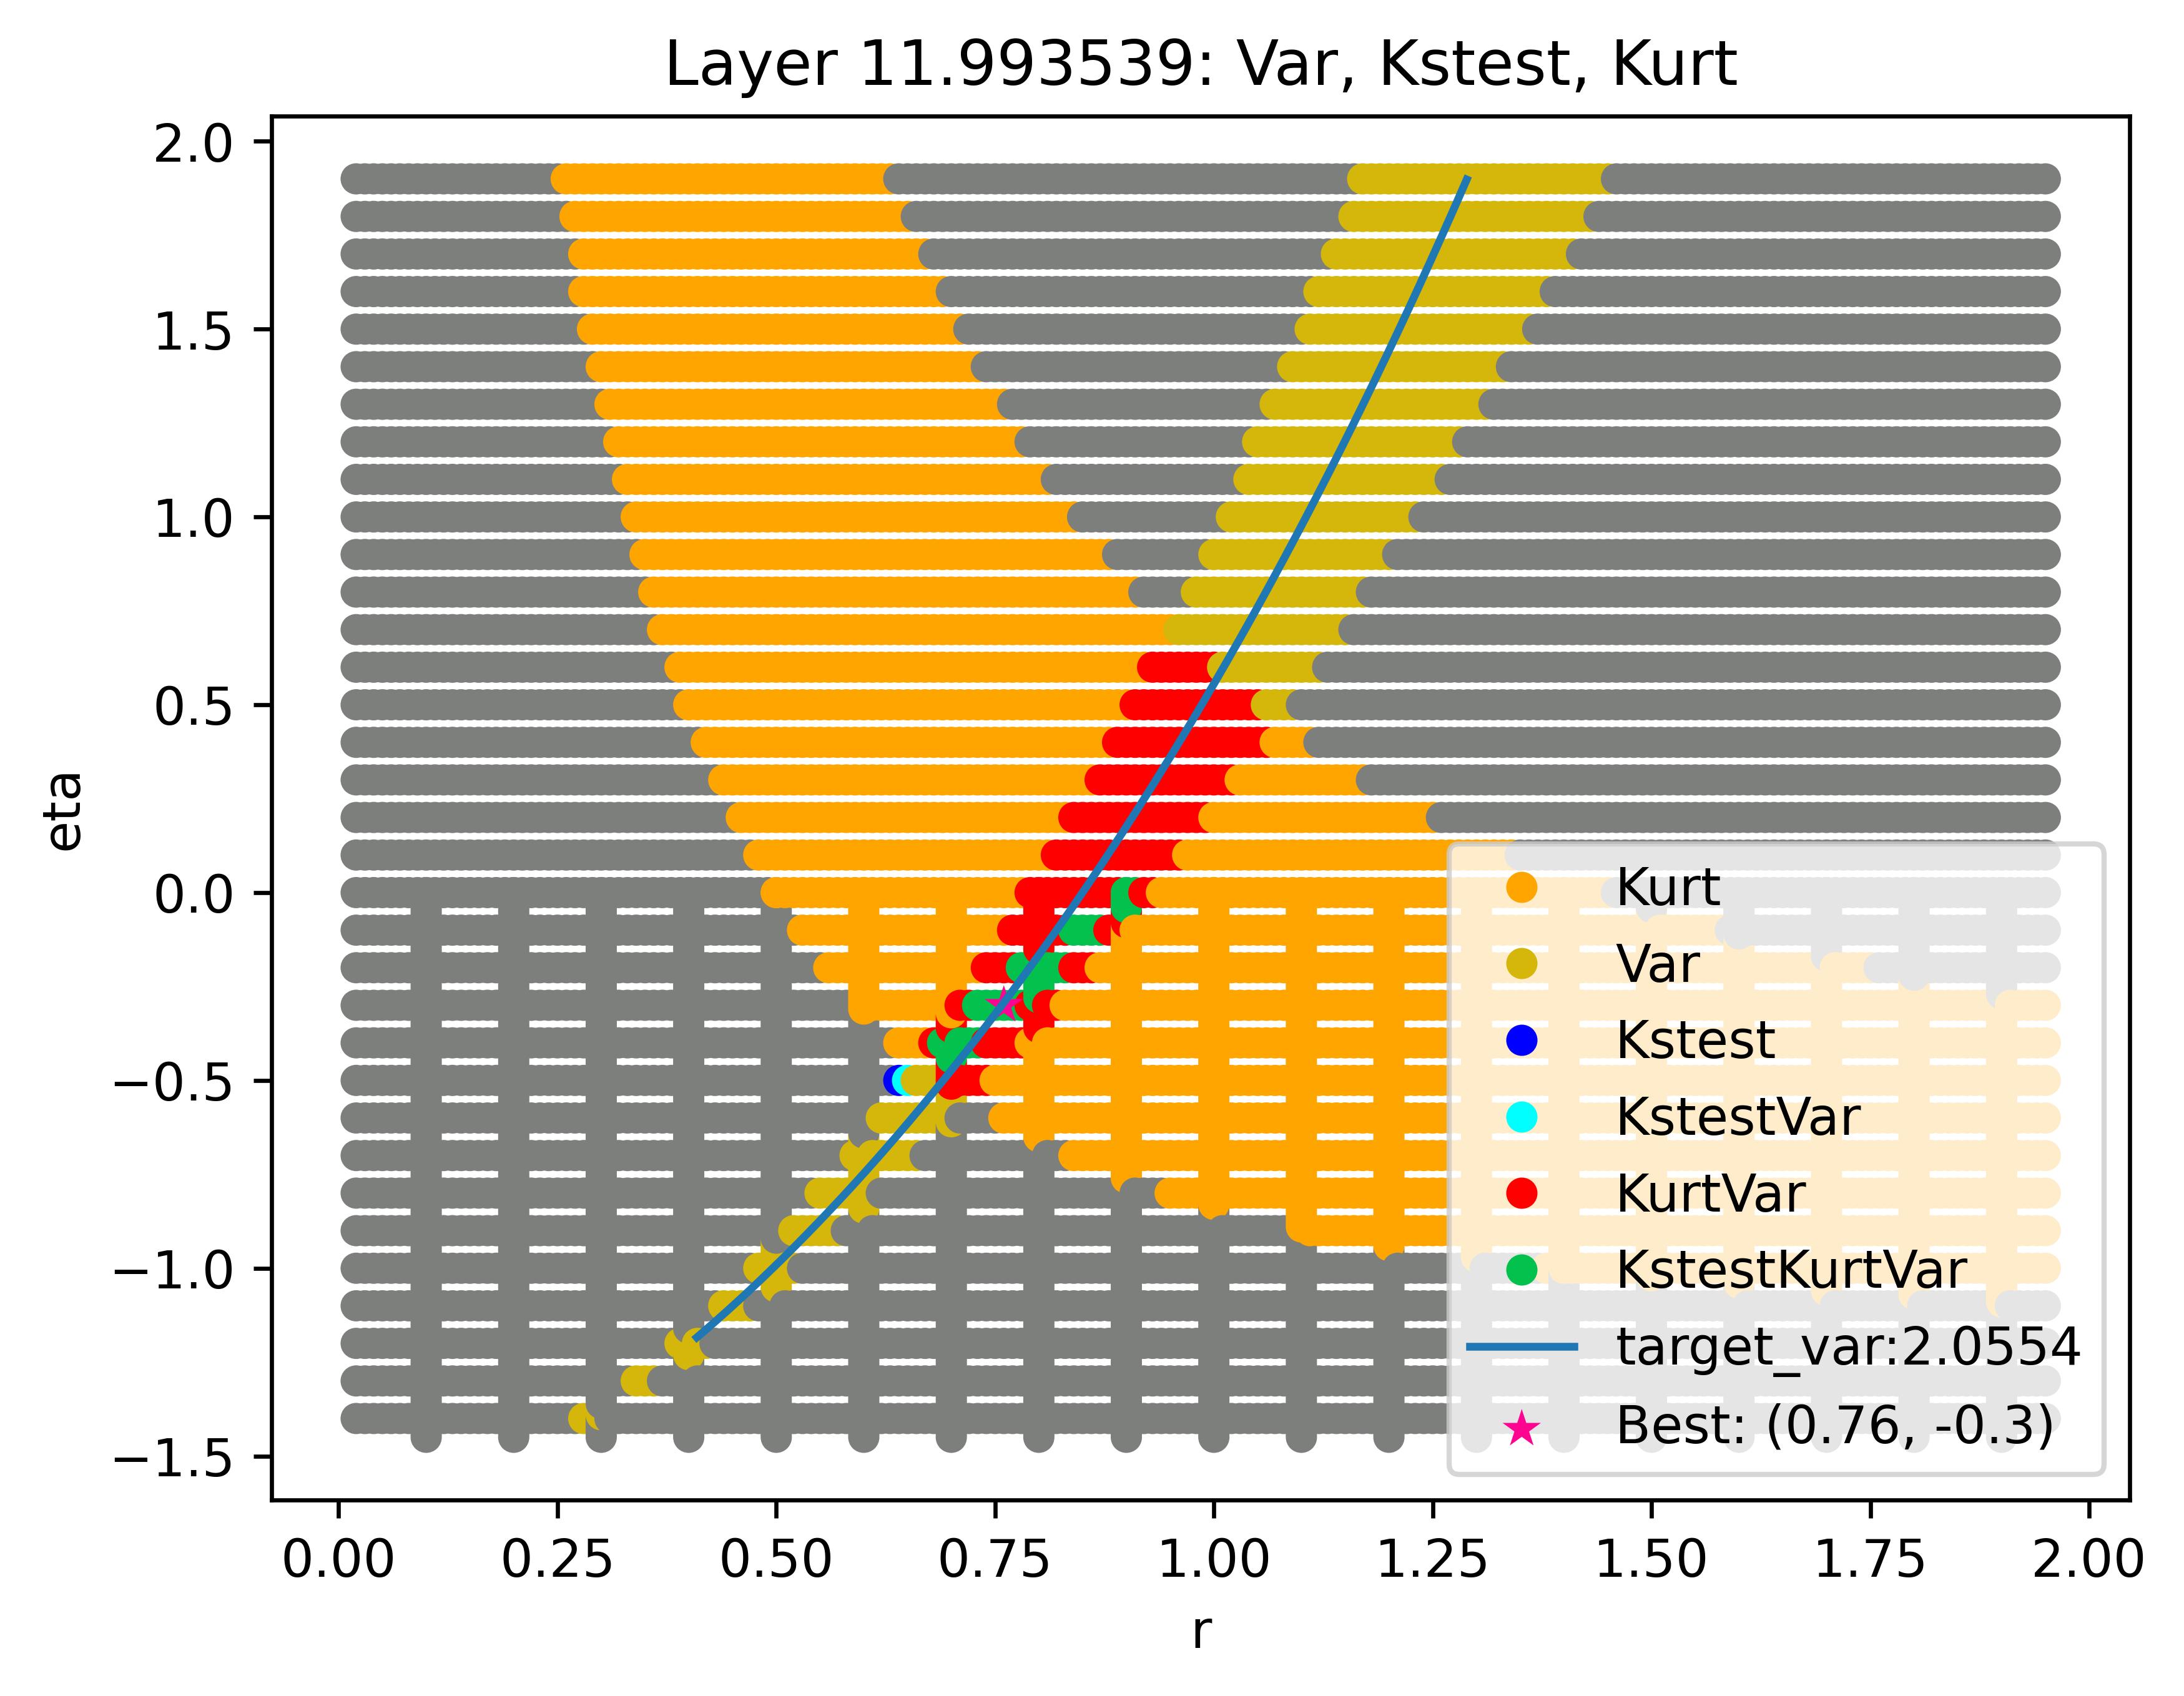 Layer 11.993539: Var, Kstest, Kurt
2.0
1.5
1.0
0.5
0.0
−0.5
−1.0
−1.5
eta
Kurt
Var
Kstest
KstestVar
KurtVar
KstestKurtVar
target_var:2.0554
Best: (0.76, -0.3)
0.00 0.25 0.50 0.75 1.00 1.25 1.50 1.75 2.00
r